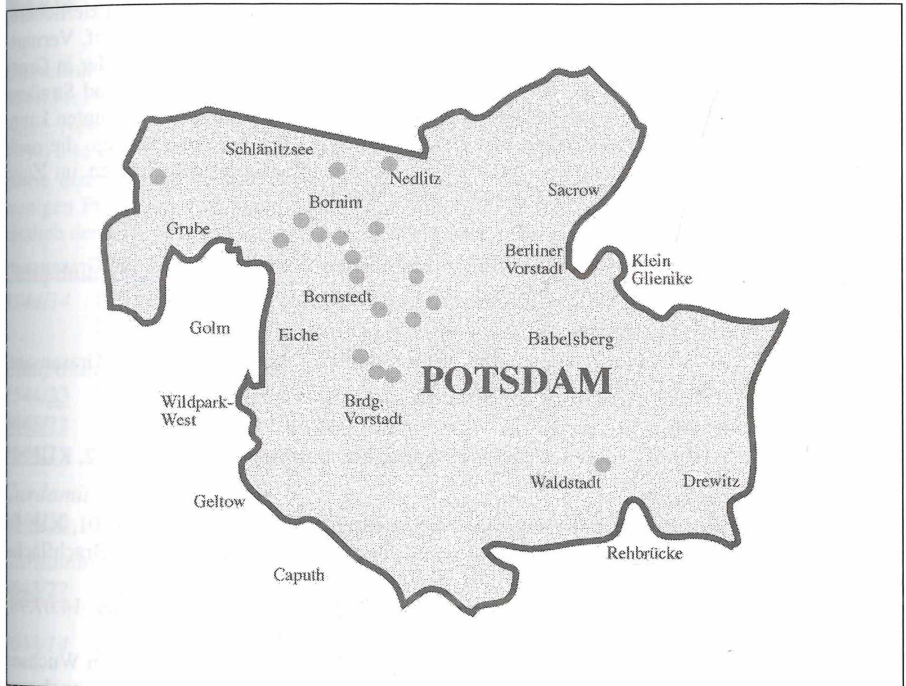 Schlänitzsee
Nedlitz
Sacrow
Bornim
Grube
Berliner
Vorstadt
Klein
Glienike
Bornstedt
Golm
Eiche
Babelsberg
POTSDAM
Wildpark-
West
Brdg.
Vorstadt
Waldstadt
Drewitz
Geltow
Rehbrücke
Caputh